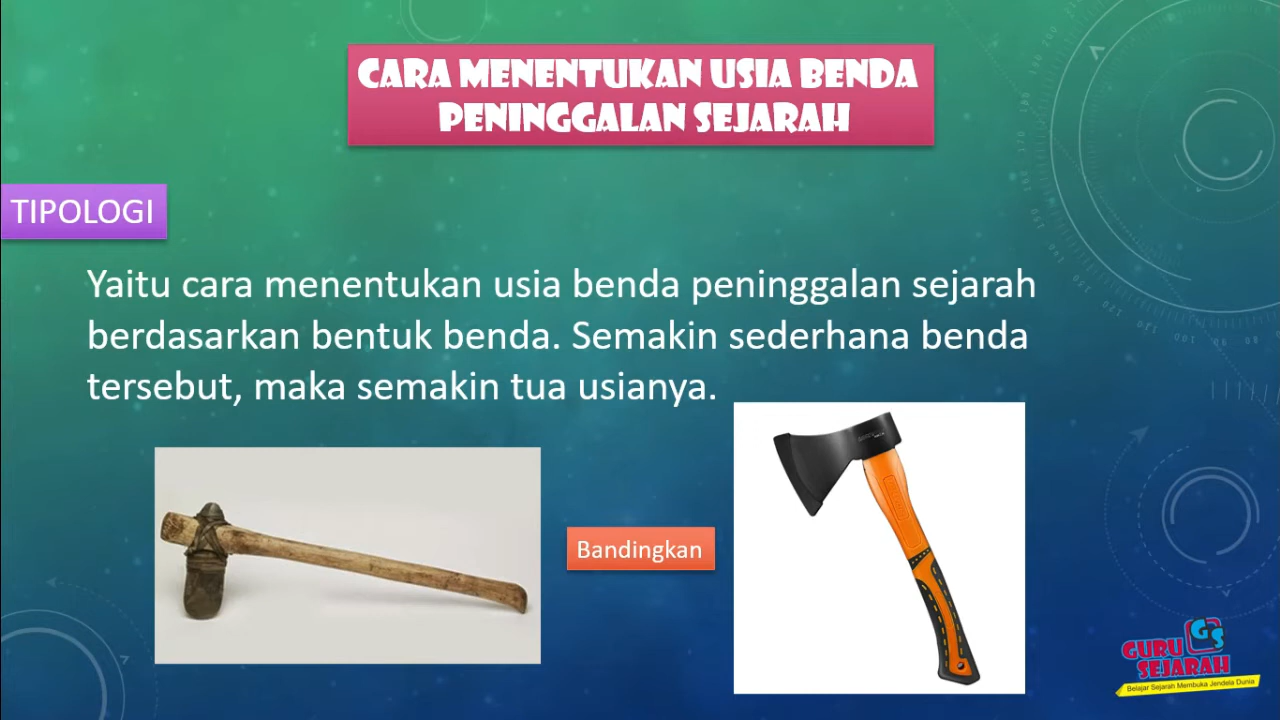 CARA MENENTUKAN USIA BENDA
PENINGGALAN SEJARAH
TIPOLOGI
Yaitu cara menentukan usia benda peninggalan sejarah
berdasarkan bentuk benda. Semakin sederhana benda
tersebut, maka semakin tua usianya.
Bandingkan
GS
GURU
SEJARAH
Belajar Sejarah Membuka Jendela Dunia